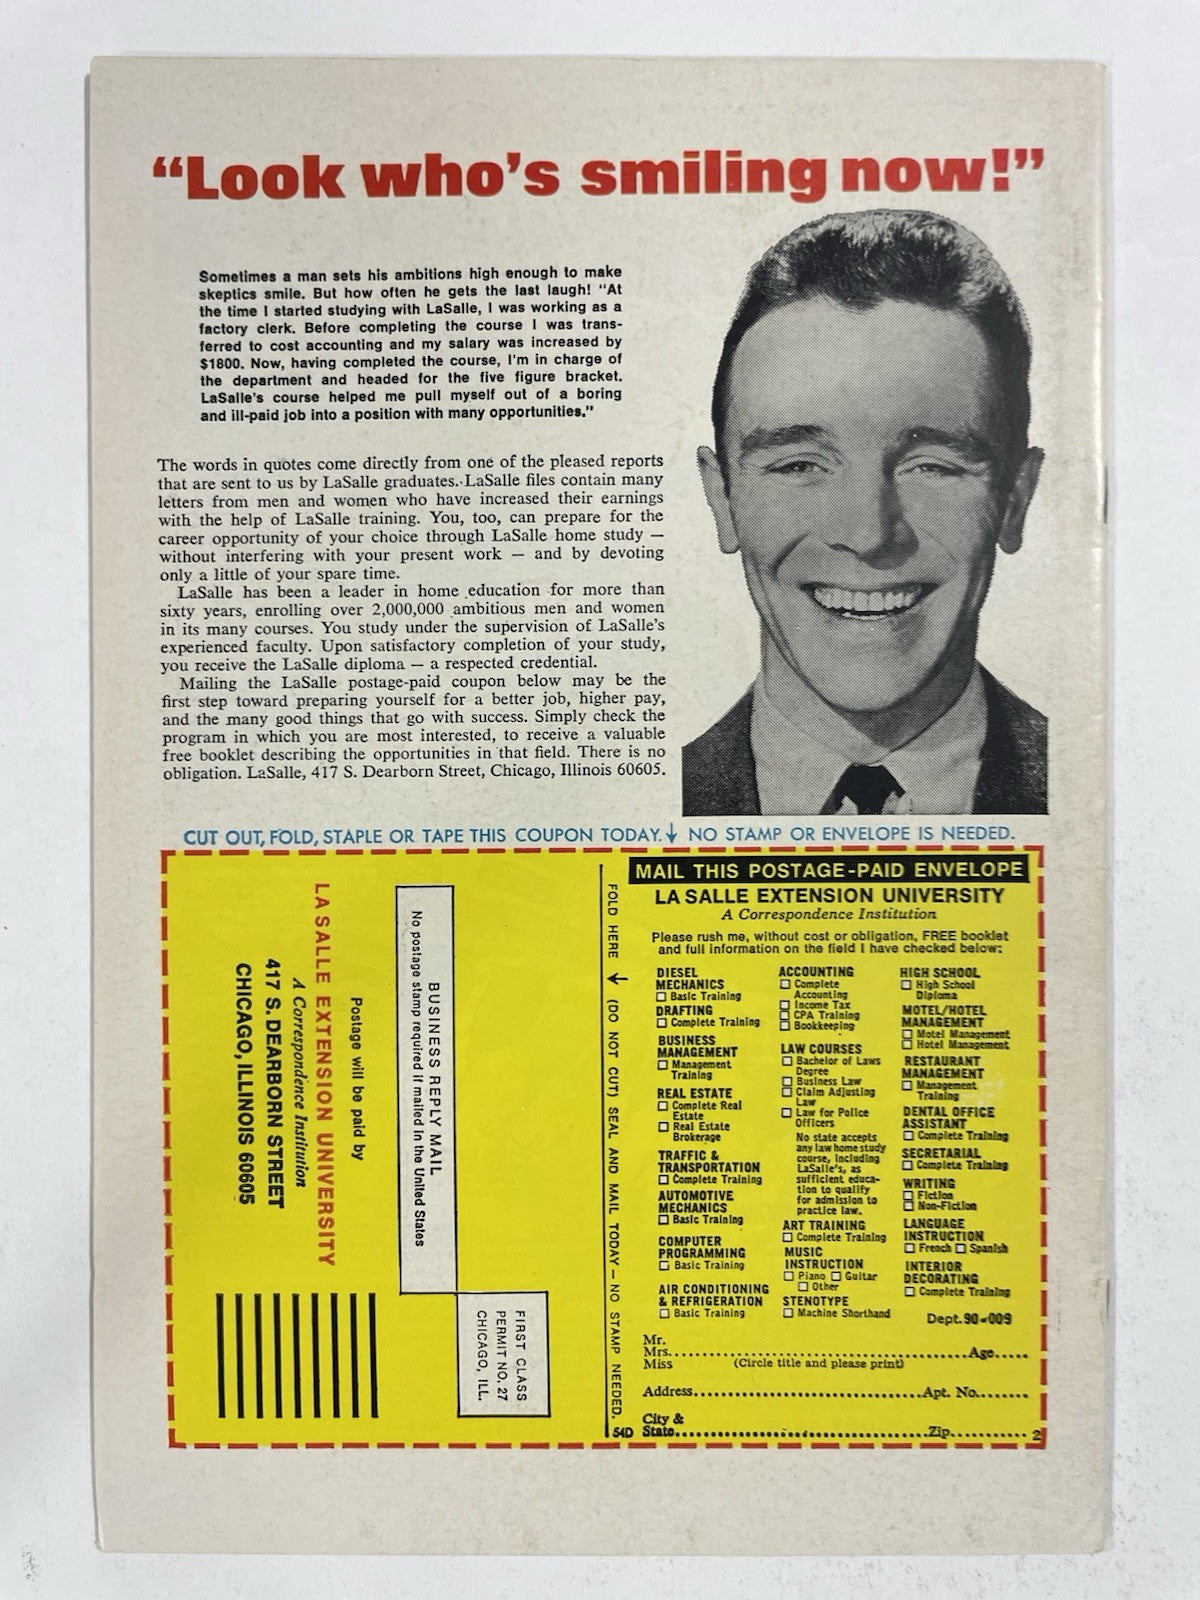 “Look who’s smiling now!”
Sometimes a man sets his ambitions high enough to make
skeptics smile. But how often he gets the last laugh! “At
the time I started studying with LaSalle, I was working as a
factory clerk. Before completing the course I was trans-
ferred to cost accounting and my salary was increased by
$1800. Now, having completed the course, I’m in charge of
the department and headed for the five figure bracket.
LaSalle’s course helped me pull myself out of a boring
and ill-paid job into a position with many opportunities.”
The words in quotes come directly from one of the pleased reports
that are sent to us by LaSalle graduates. LaSalle files contain many
letters from men and women who have increased their earnings
with the help of LaSalle training. You, too, can prepare for the
career opportunity of your choice through LaSalle home study —
without interfering with your present work — and by devoting
only a little of your spare time.
LaSalle has been a leader in home education for more than
sixty years, enrolling over 2,000,000 ambitious men and women
in its many courses. You study under the supervision of LaSalle’s
experienced faculty. Upon satisfactory completion of your study,
you receive the LaSalle diploma — a respected credential.
Mailing the LaSalle postage-paid coupon below may be the
first step toward preparing yourself for a better job, higher pay,
and the many good things that go with success. Simply check the
program in which you are most interested, to receive a valuable
free booklet describing the opportunities in that field. There is no
obligation. LaSalle, 417 S. Dearborn Street, Chicago, Illinois 60605.
CUT OUT, FOLD, STAPLE OR TAPE THIS COUPON TODAY. ↓ NO STAMP OR ENVELOPE IS NEEDED.
BUSINESS REPLY MAIL
No postage stamp required if mailed in the United States
FIRST CLASS
PERMIT NO. 27
CHICAGO, ILL.
Postage will be paid by
LA SALLE EXTENSION UNIVERSITY
A Correspondence Institution
417 S. DEARBORN STREET
CHICAGO, ILLINOIS 60605
FOLD HERE → (DO NOT CUT) SEAL AND MAIL TODAY — NO STAMP NEEDED.
54D
MAIL THIS POSTAGE-PAID ENVELOPE
LA SALLE EXTENSION UNIVERSITY
A Correspondence Institution
Please rush me, without cost or obligation, FREE booklet
and full information on the field I have checked below:
DIESEL
MECHANICS
☐ Basic Training
DRAFTING
☐ Complete Training
BUSINESS
MANAGEMENT
☐ Management
Training
REAL ESTATE
☐ Complete Real
Estate
☐ Real Estate
Brokerage
TRAFFIC &
TRANSPORTATION
☐ Complete Training
AUTOMOTIVE
MECHANICS
☐ Basic Training
COMPUTER
PROGRAMMING
☐ Basic Training
AIR CONDITIONING
& REFRIGERATION
☐ Basic Training
ACCOUNTING
☐ Complete
Accounting
☐ Income Tax
☐ CPA Training
☐ Bookkeeping
LAW COURSES
☐ Bachelor of Laws
Degree
☐ Business Law
☐ Claim Adjusting
Law
☐ Law for Police
Officers
No state accepts
any law home study
course, including
LaSalle’s, as
sufficient educa-
tion to qualify
for admission to
practice law.
ART TRAINING
☐ Complete Training
MUSIC
INSTRUCTION
☐ Piano ☐ Guitar
☐ Other
STENOTYPE
☐ Machine Shorthand
HIGH SCHOOL
☐ High School
Diploma
MOTEL/HOTEL
MANAGEMENT
☐ Motel Management
☐ Hotel Management
RESTAURANT
MANAGEMENT
☐ Management
Training
DENTAL OFFICE
ASSISTANT
☐ Complete Training
SECRETARIAL
☐ Complete Training
WRITING
☐ Fiction
☐ Non-Fiction
LANGUAGE
INSTRUCTION
☐ French ☐ Spanish
INTERIOR
DECORATING
☐ Complete Training
Dept. 90-009
Mr.
Mrs. Age
Miss (Circle title and please print)
Address Apt. No.
City &
State Zip 2